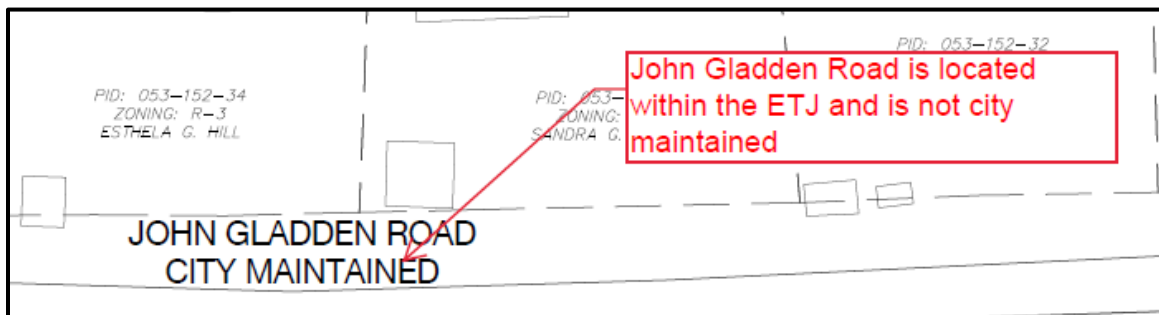 PID: 053-152-34
ZONING: R-3
ESTHELA G. HILL
PID: 053-
ZONING:
SANDRA G.
PID: 053-152-32
John Gladden Road is located
within the ETJ and is not city
maintained
JOHN GLADDEN ROAD
CITY MAINTAINED